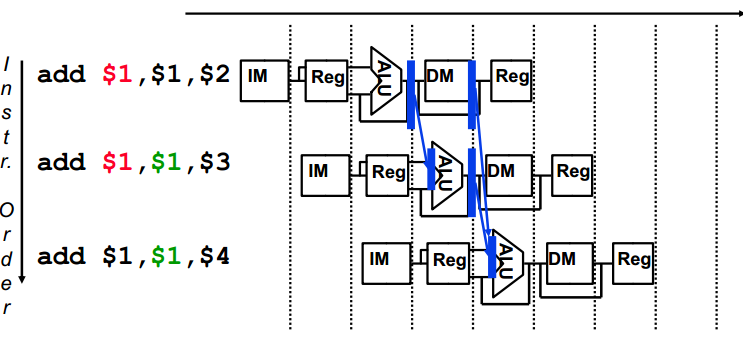 Instr. Order
add $1,$1,$2 IM Reg ALU DM Reg
add $1,$1,$3 IM Reg ALU DM Reg
add $1,$1,$4 IM Reg ALU DM Reg